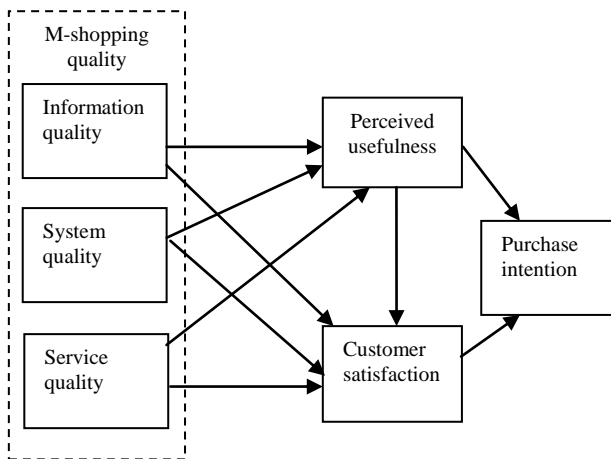 M-shopping
quality
Information
quality
System
quality
Service
quality
Perceived
usefulness
Customer
satisfaction
Purchase
intention